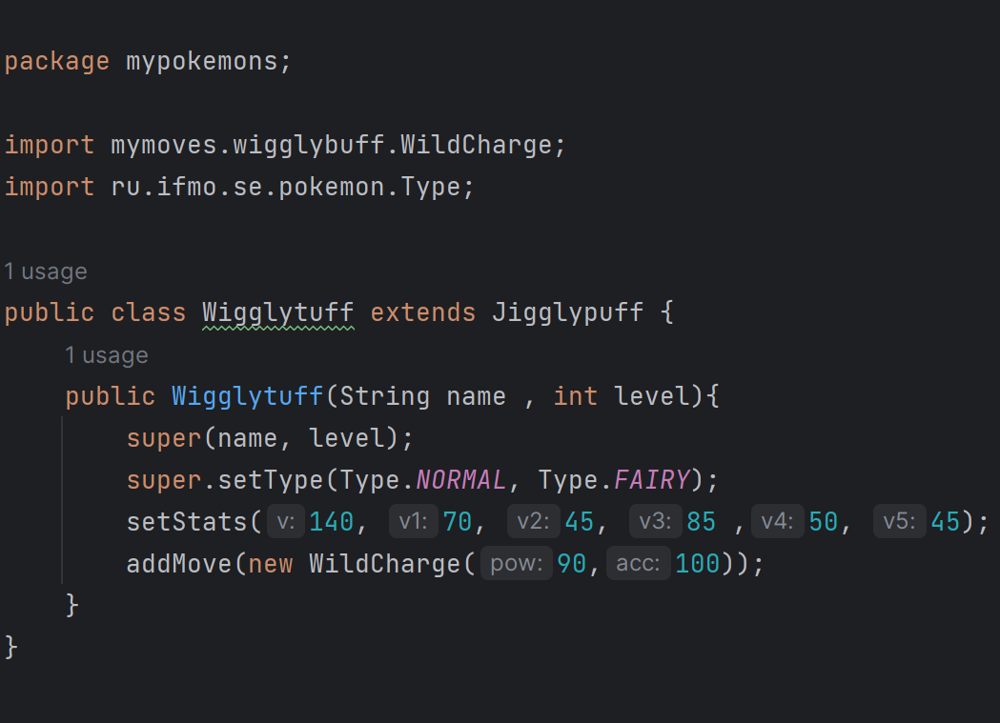 package mypokemons;
import mymoves.wigglybuff.WildCharge;
import ru.ifmo.se.pokemon.Type;
1 usage
public class Wigglytuff extends Jigglypuff {
1 usage
public Wigglytuff(String name , int level){
super(name, level);
super.setType(Type.NORMAL, Type.FAIRY);
setStats( v: 140, v1: 70, v2: 45, v3: 85 , v4: 50, v5: 45);
addMove(new WildCharge( pow: 90, acc: 100));
}
}